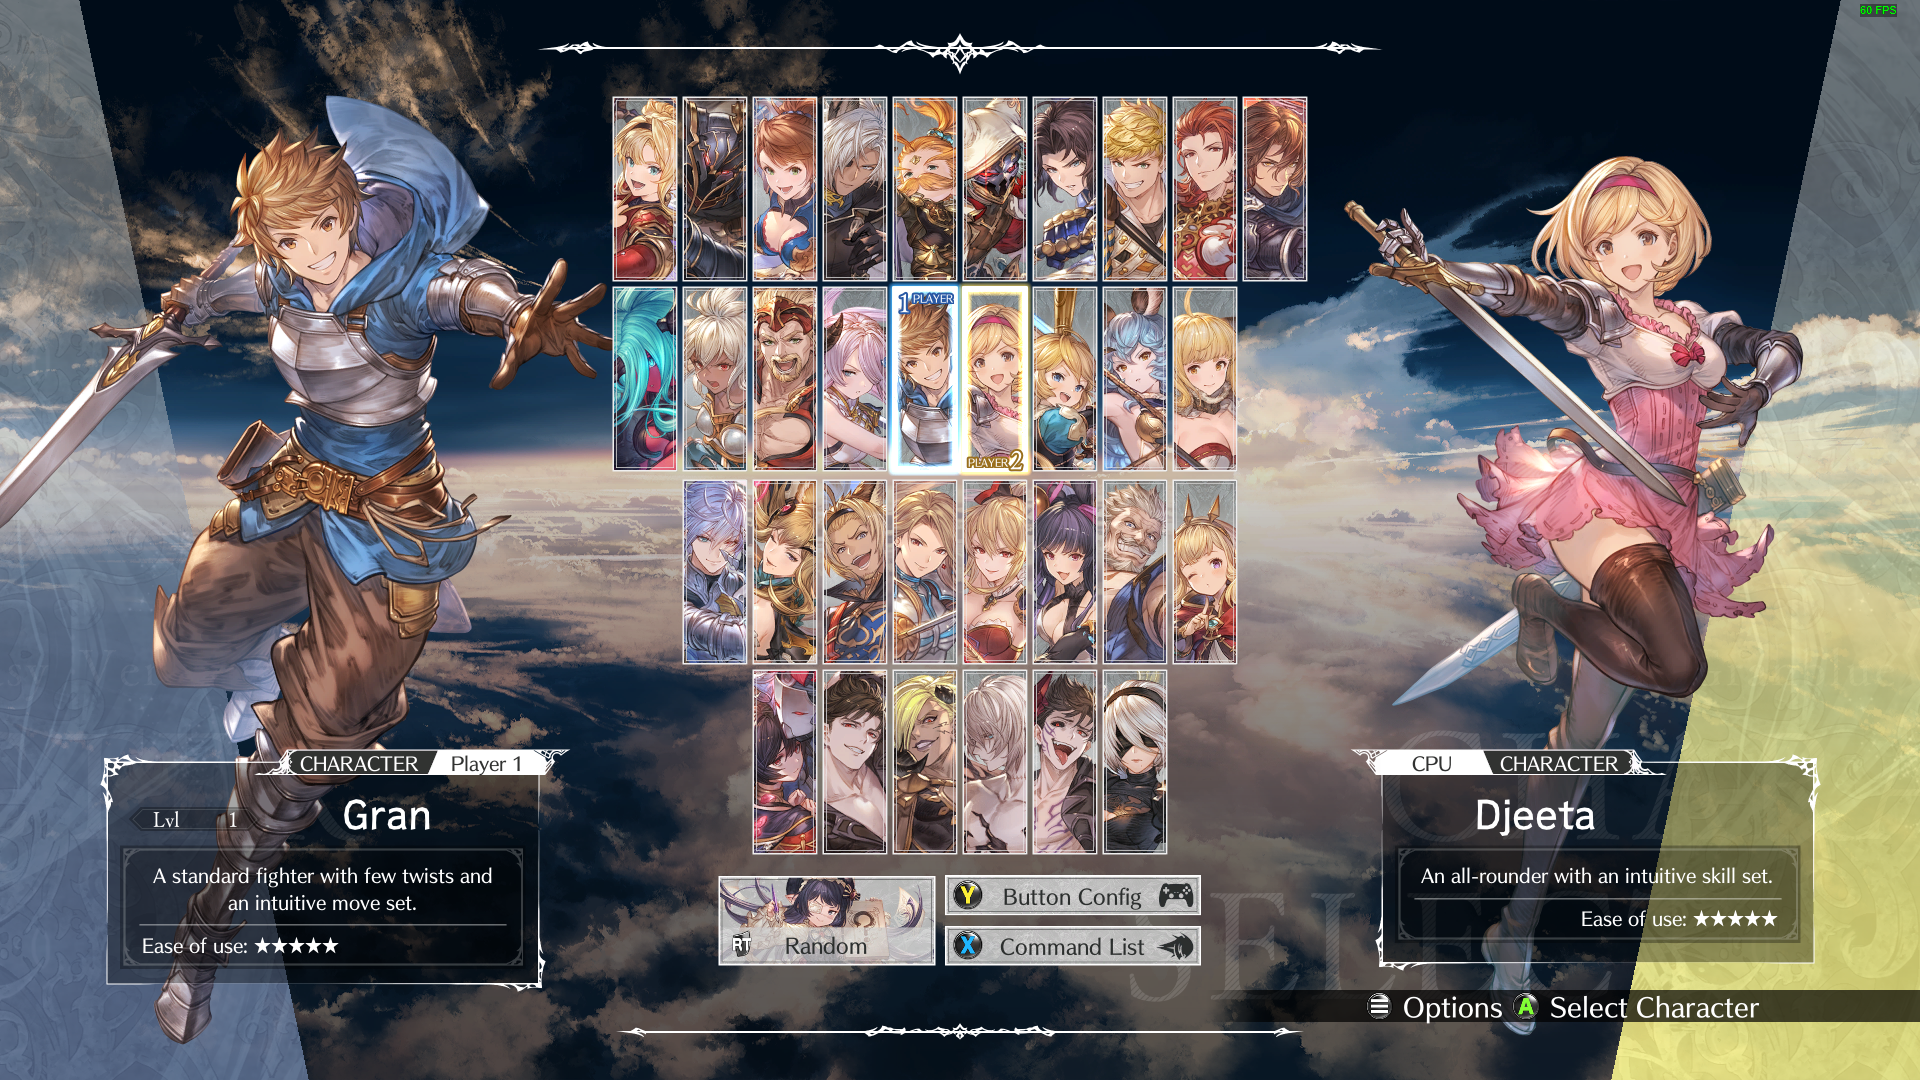 60 FPS
1 PLAYER
PLAYER 2
CHARACTER Player 1
Lvl 1
Gran
A standard fighter with few twists and
an intuitive move set.
Ease of use: ★★★★★
CPU CHARACTER
Djeeta
An all-rounder with an intuitive skill set.
Ease of use: ★★★★★
Y Button Config
RT Random
X Command List
Options A Select Character